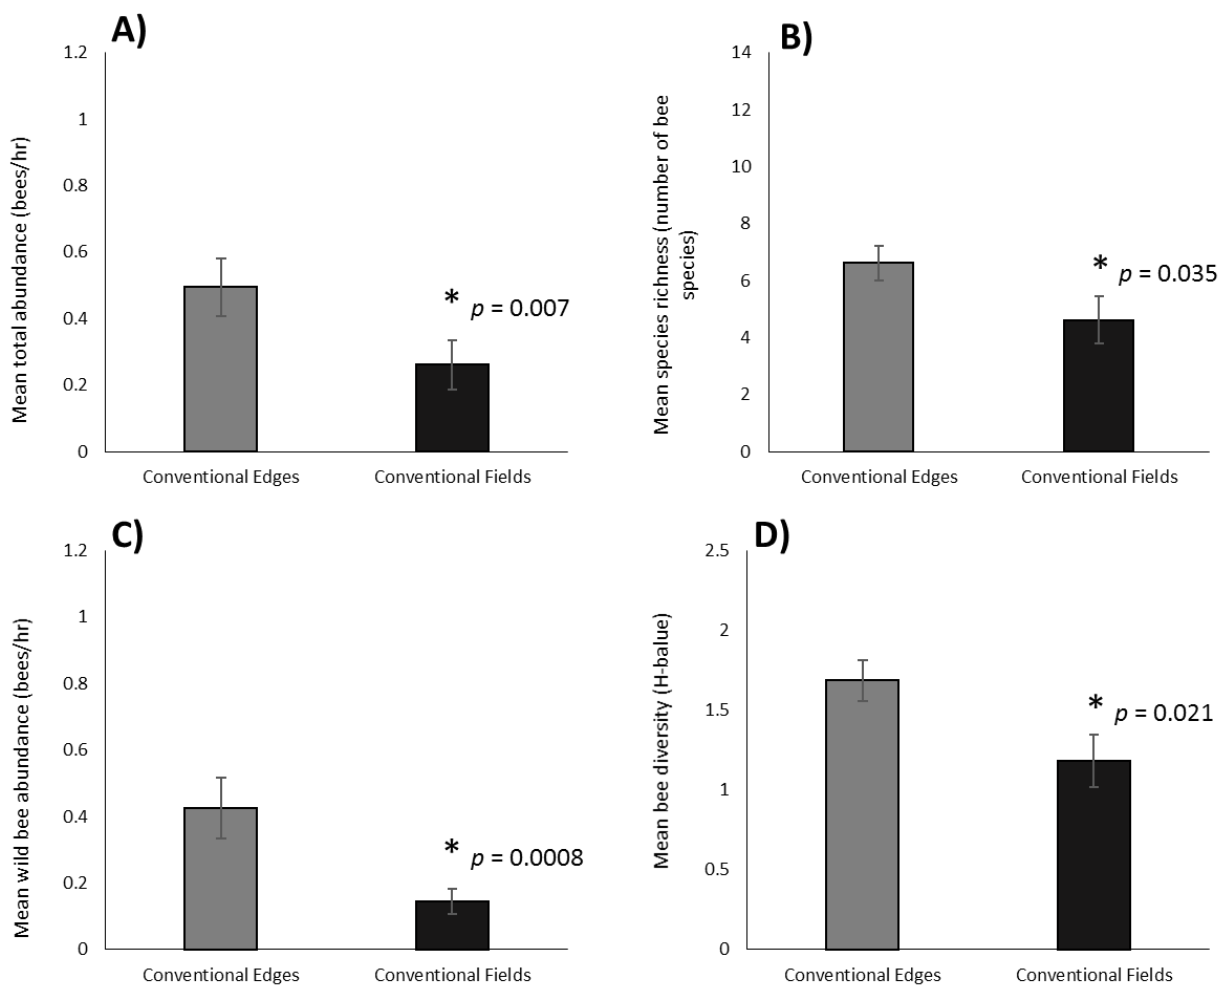 A)
1.2
1
0.8
0.6
0.4
0.2
0
Mean total abundance (bees/hr)
* p = 0.007
Conventional Edges Conventional Fields
B)
14
12
10
8
6
4
2
0
Mean species richness (number of bee
species)
* p = 0.035
Conventional Edges Conventional Fields
C)
1.2
1
0.8
0.6
0.4
0.2
0
Mean wild bee abundance (bees/hr)
* p = 0.0008
Conventional Edges Conventional Fields
D)
2.5
2
1.5
1
0.5
0
Mean bee diversity (H-balue)
* p = 0.021
Conventional Edges Conventional Fields